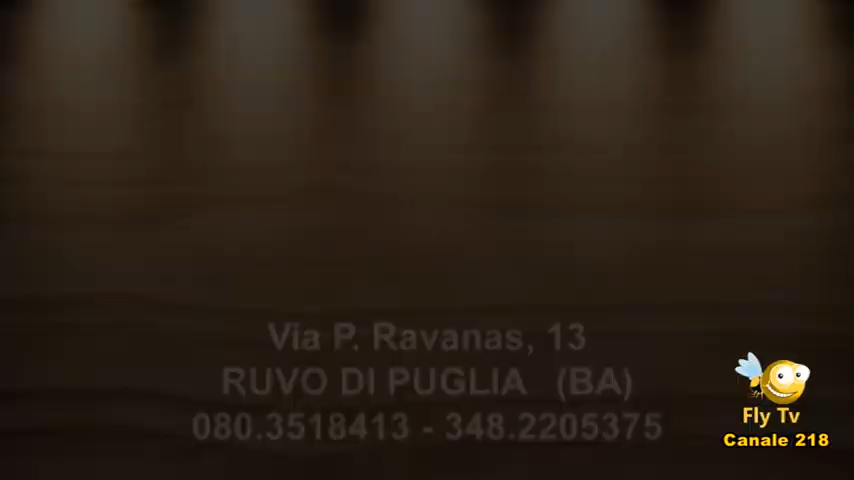 Via P. Ravanas, 13
RUVO DI PUGLIA (BA)
080.3518413 - 348.2205375
Fly Tv
Canale 218